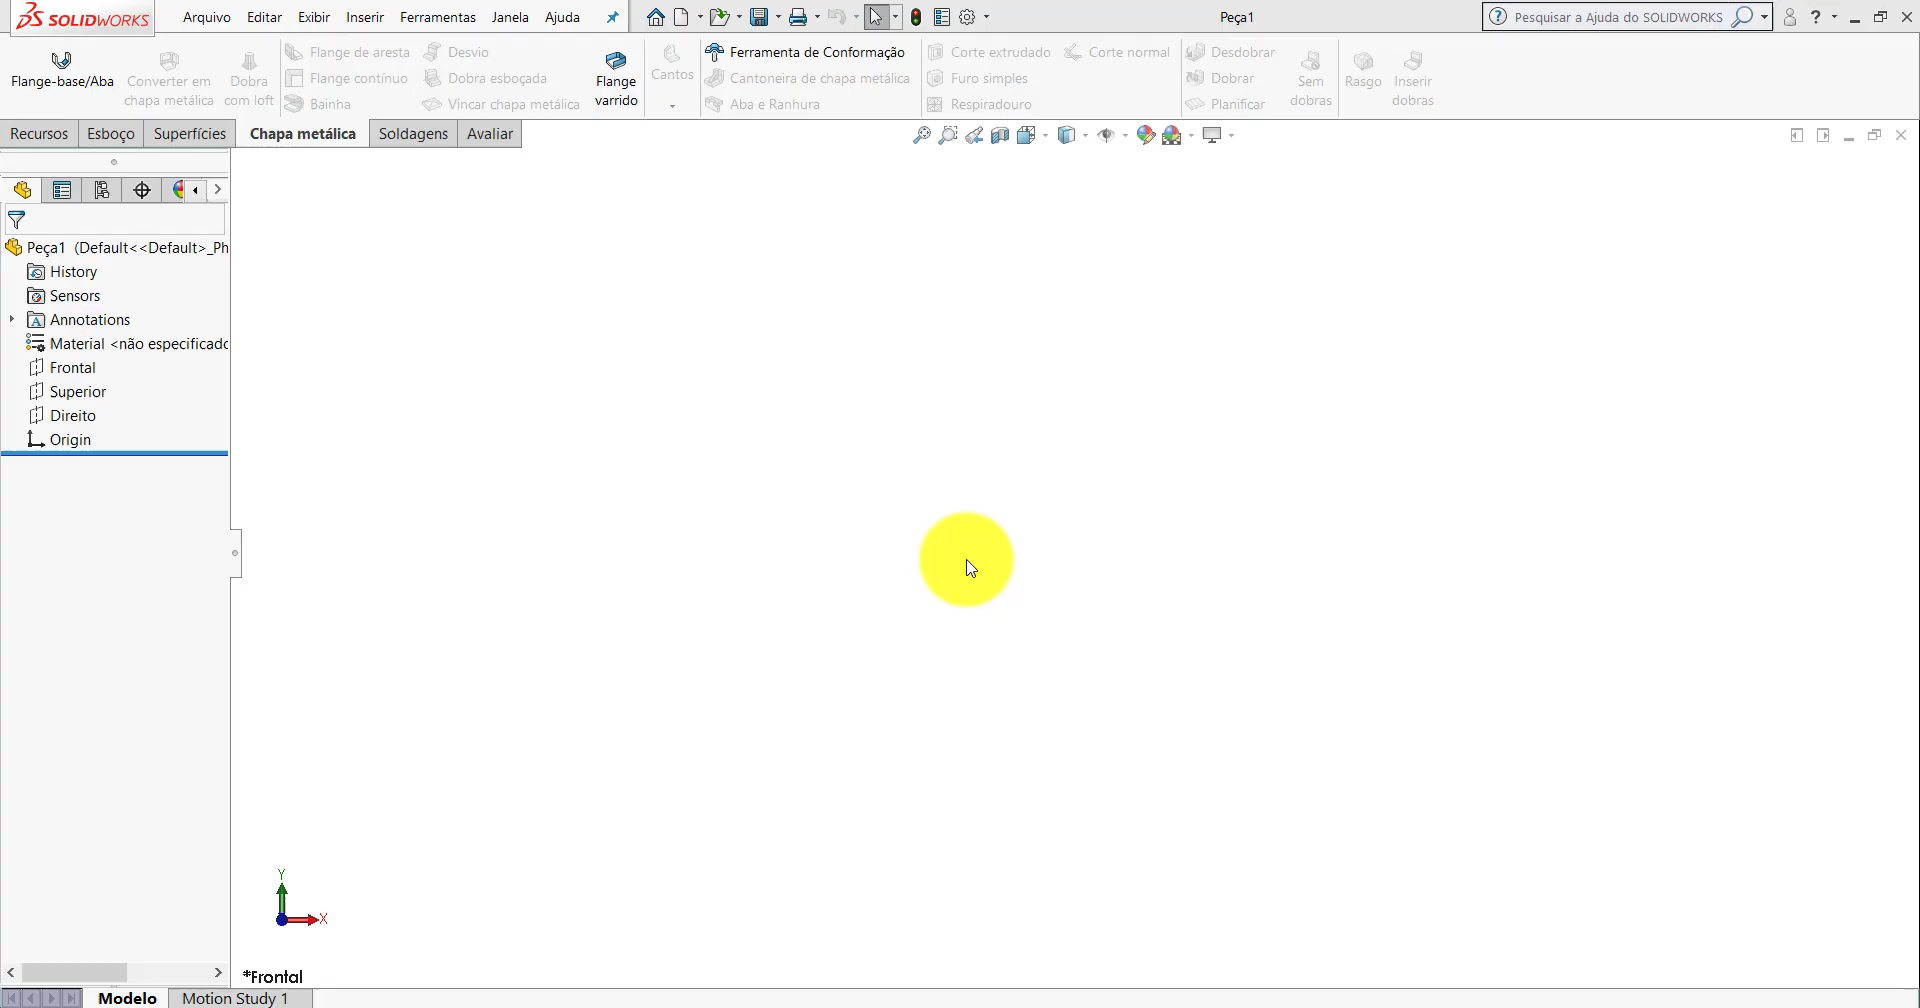 SOLIDWORKS Arquivo Editar Exibir Inserir Ferramentas Janela Ajuda Peça1 Pesquisar a Ajuda do SOLIDWORKS ?
Flange-base/Aba
Converter em
chapa metálica
Dobra
com loft
Flange de aresta
Flange contínuo
Bainha
Desvio
Dobra esboçada
Vincar chapa metálica
Flange
varrido
Cantos
Ferramenta de Conformação
Cantoneira de chapa metálica
Aba e Ranhura
Corte extrudado
Furo simples
Respiradouro
Corte normal
Desdobrar
Dobrar
Planificar
Sem
dobras
Rasgo
Inserir
dobras
Recursos Esboço Superfícies Chapa metálica Soldagens Avaliar
Peça1 (Default<<Default>_Ph
History
Sensors
Annotations
Material <não especificado
Frontal
Superior
Direito
Origin
Y
X
*Frontal
Modelo Motion Study 1